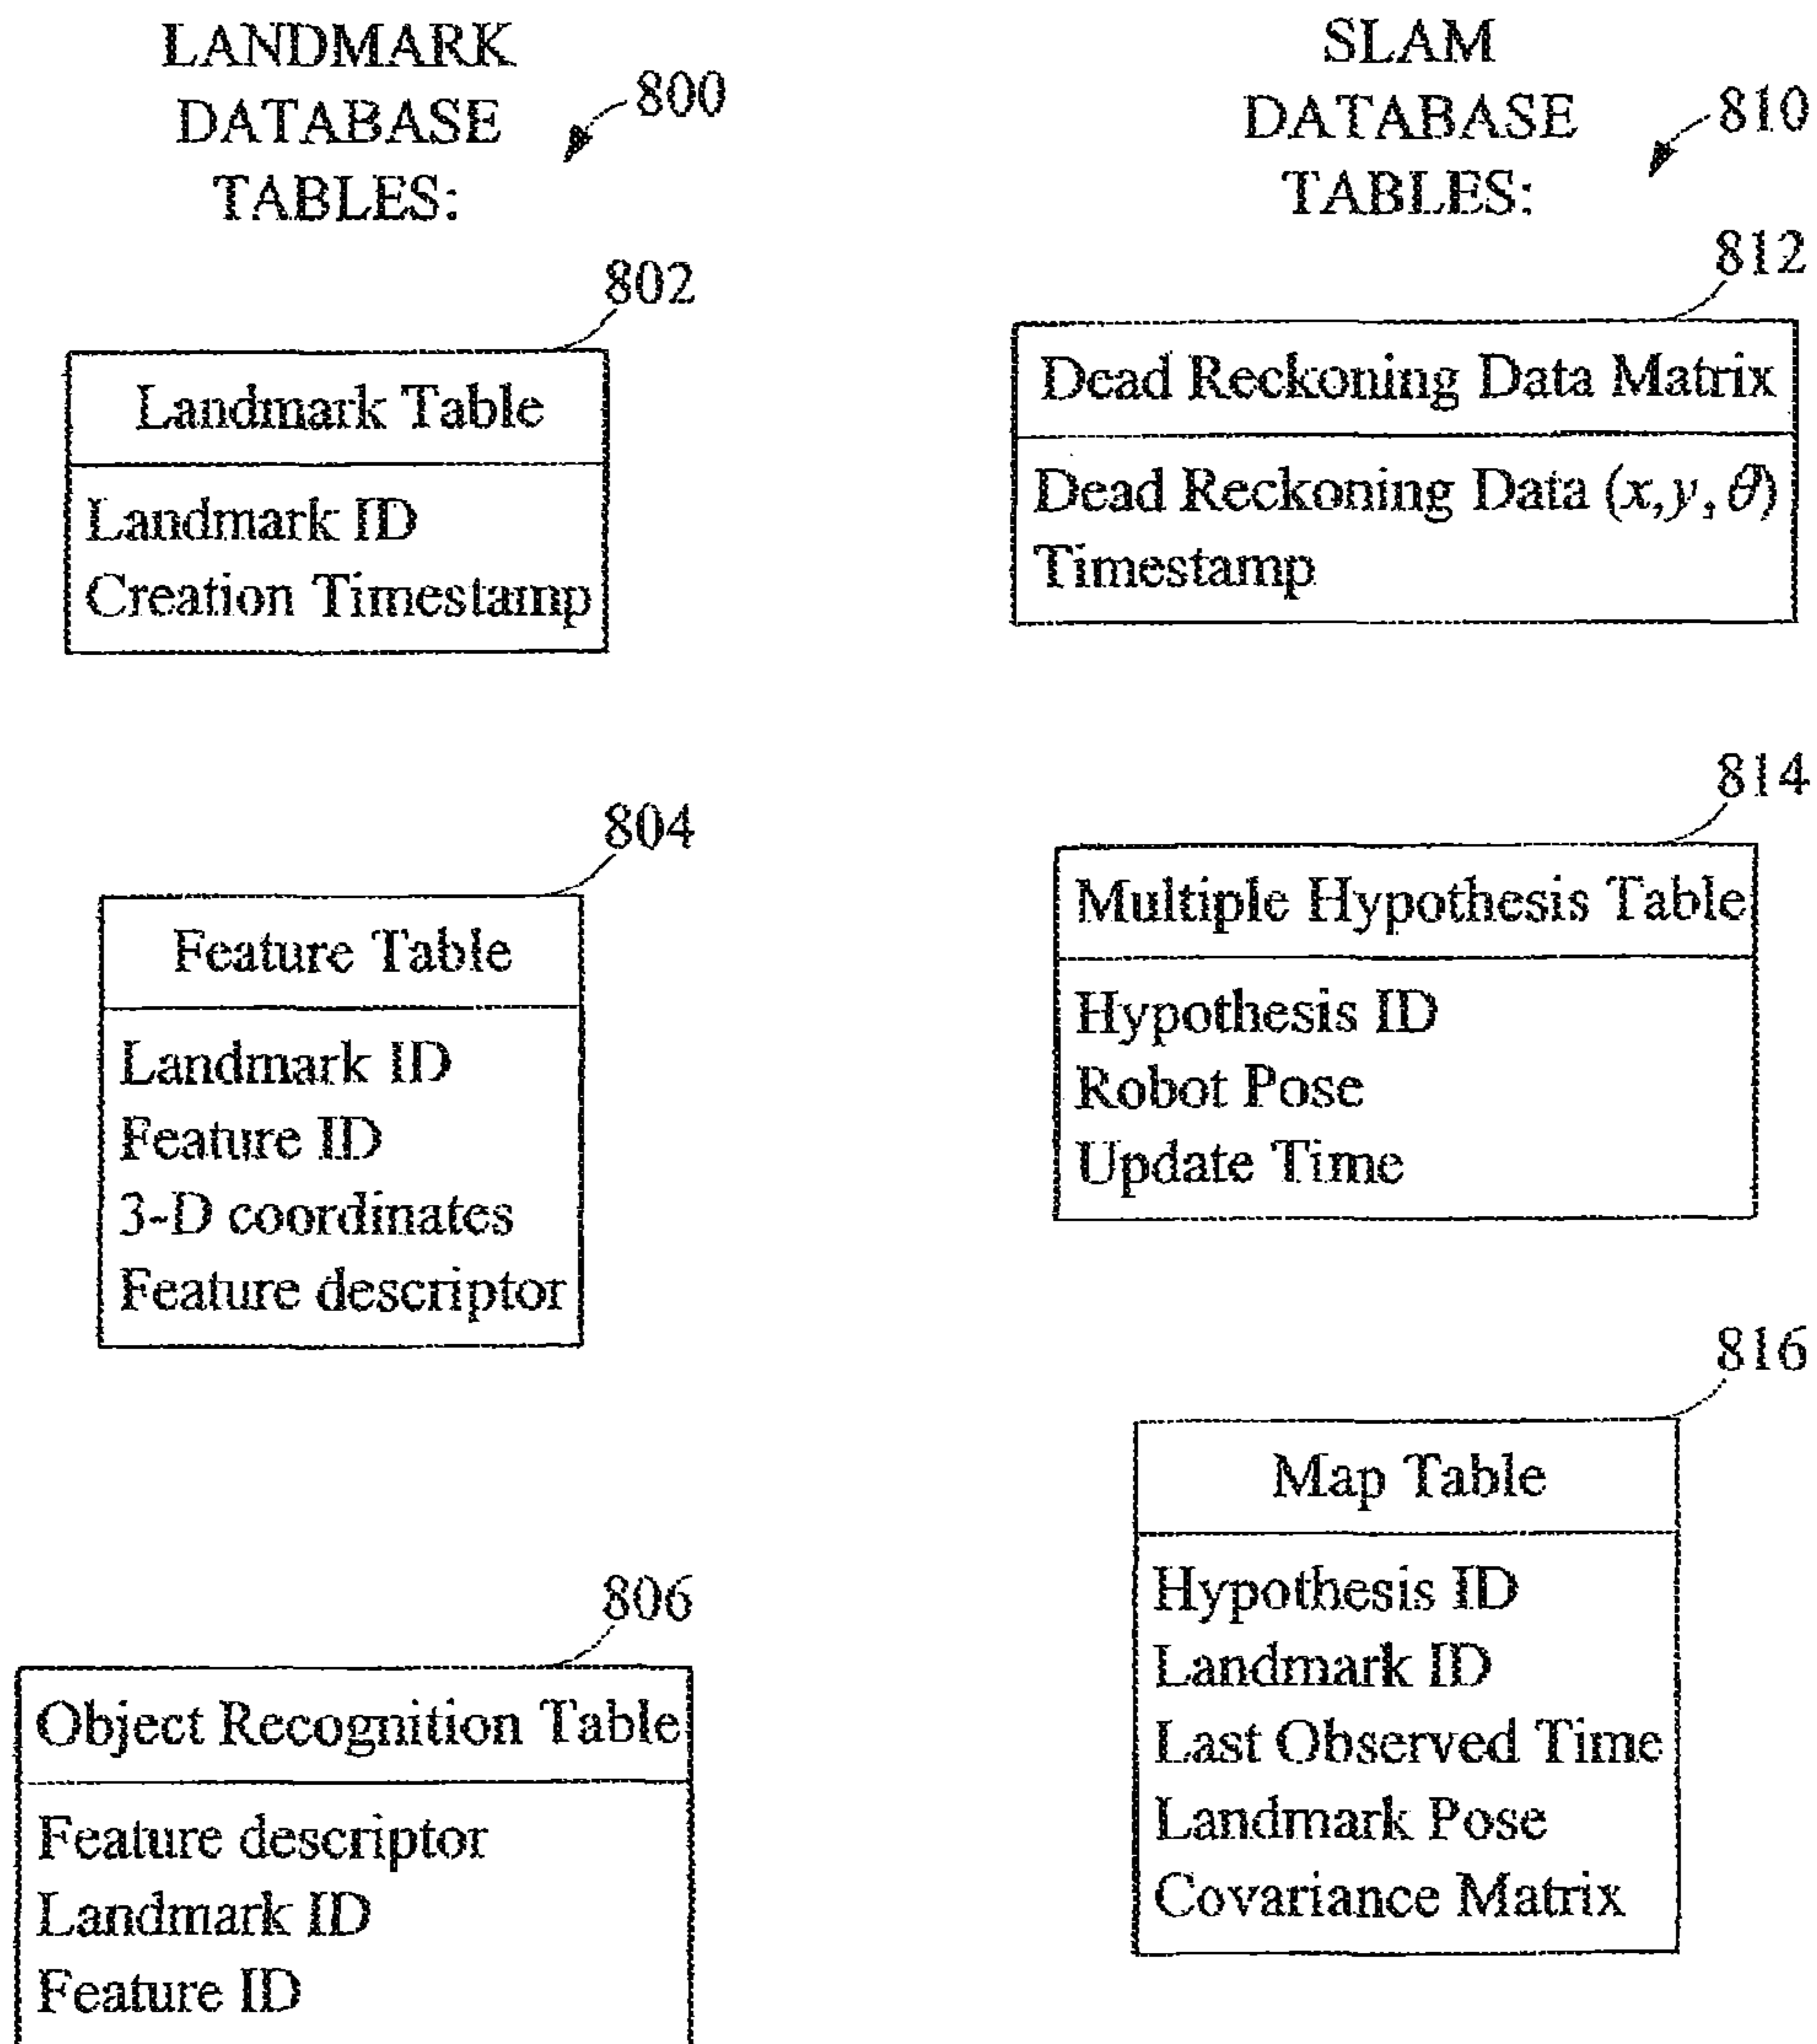 LANDMARK
DATABASE
TABLES:
800
802
Landmark Table
Landmark ID
Creation Timestamp
804
Feature Table
Landmark ID
Feature ID
3-D coordinates
Feature descriptor
806
Object Recognition Table
Feature descriptor
Landmark ID
Feature ID
SLAM
DATABASE
TABLES:
810
812
Dead Reckoning Data Matrix
Dead Reckoning Data (x,y,θ)
Timestamp
814
Multiple Hypothesis Table
Hypothesis ID
Robot Pose
Update Time
816
Map Table
Hypothesis ID
Landmark ID
Last Observed Time
Landmark Pose
Covariance Matrix